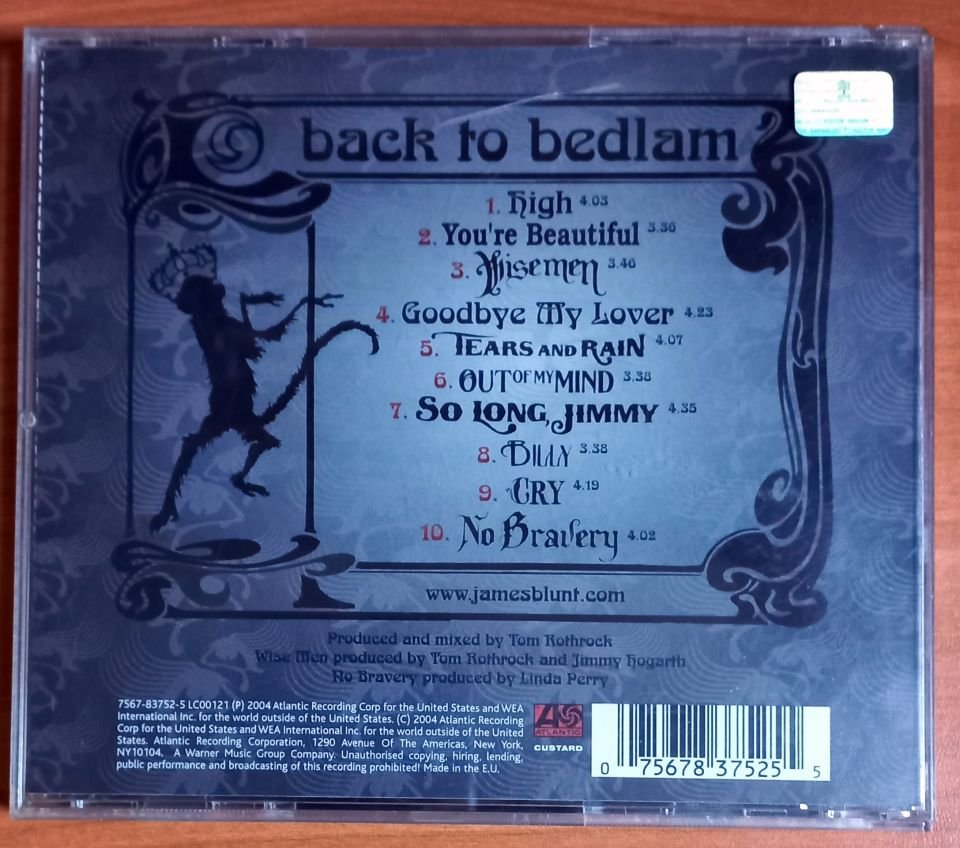 back to bedlam
1. High 4.03
2. You're Beautiful 3.36
3. Wisemen 3.46
4. Goodbye My Lover 4.23
5. TEARS AND RAIN 4.07
6. OUT OF MY MIND 3.38
7. SO LONG, JIMMY 4.35
8. BILLY 3.38
9. CRY 4.19
10. No Bravery 4.02
www.jamesblunt.com
Produced and mixed by Tom Rothrock
Wise Men produced by Tom Rothrock and Jimmy Hogarth
No Bravery produced by Linda Perry
7567-83752-5 LC00121 (P) 2004 Atlantic Recording Corp for the United States and WEA
International Inc. for the world outside of the United States. (C) 2004 Atlantic Recording
Corp for the United States and WEA International Inc. for the world outside of the United
States. Atlantic Recording Corporation, 1290 Avenue Of The Americas, New York,
NY10104. A Warner Music Group Company. Unauthorised copying, hiring, lending,
public performance and broadcasting of this recording prohibited! Made in the E.U.
ATLANTIC
CUSTARD
0 75678 37525 5